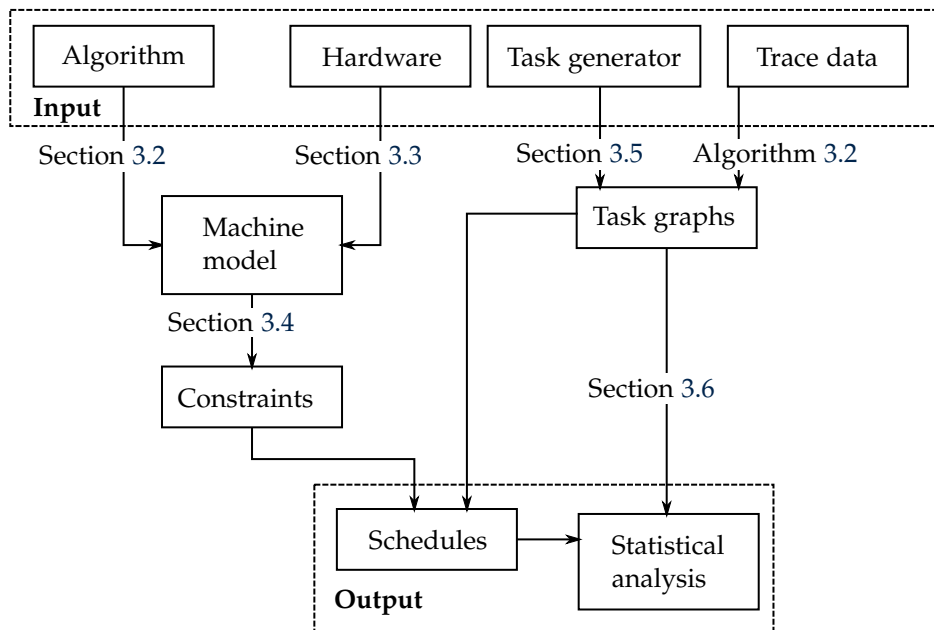 Algorithm
Hardware
Task generator
Trace data
Input
Section 3.2
Section 3.3
Section 3.5
Algorithm 3.2
Machine
model
Task graphs
Section 3.4
Constraints
Section 3.6
Schedules
Statistical
analysis
Output